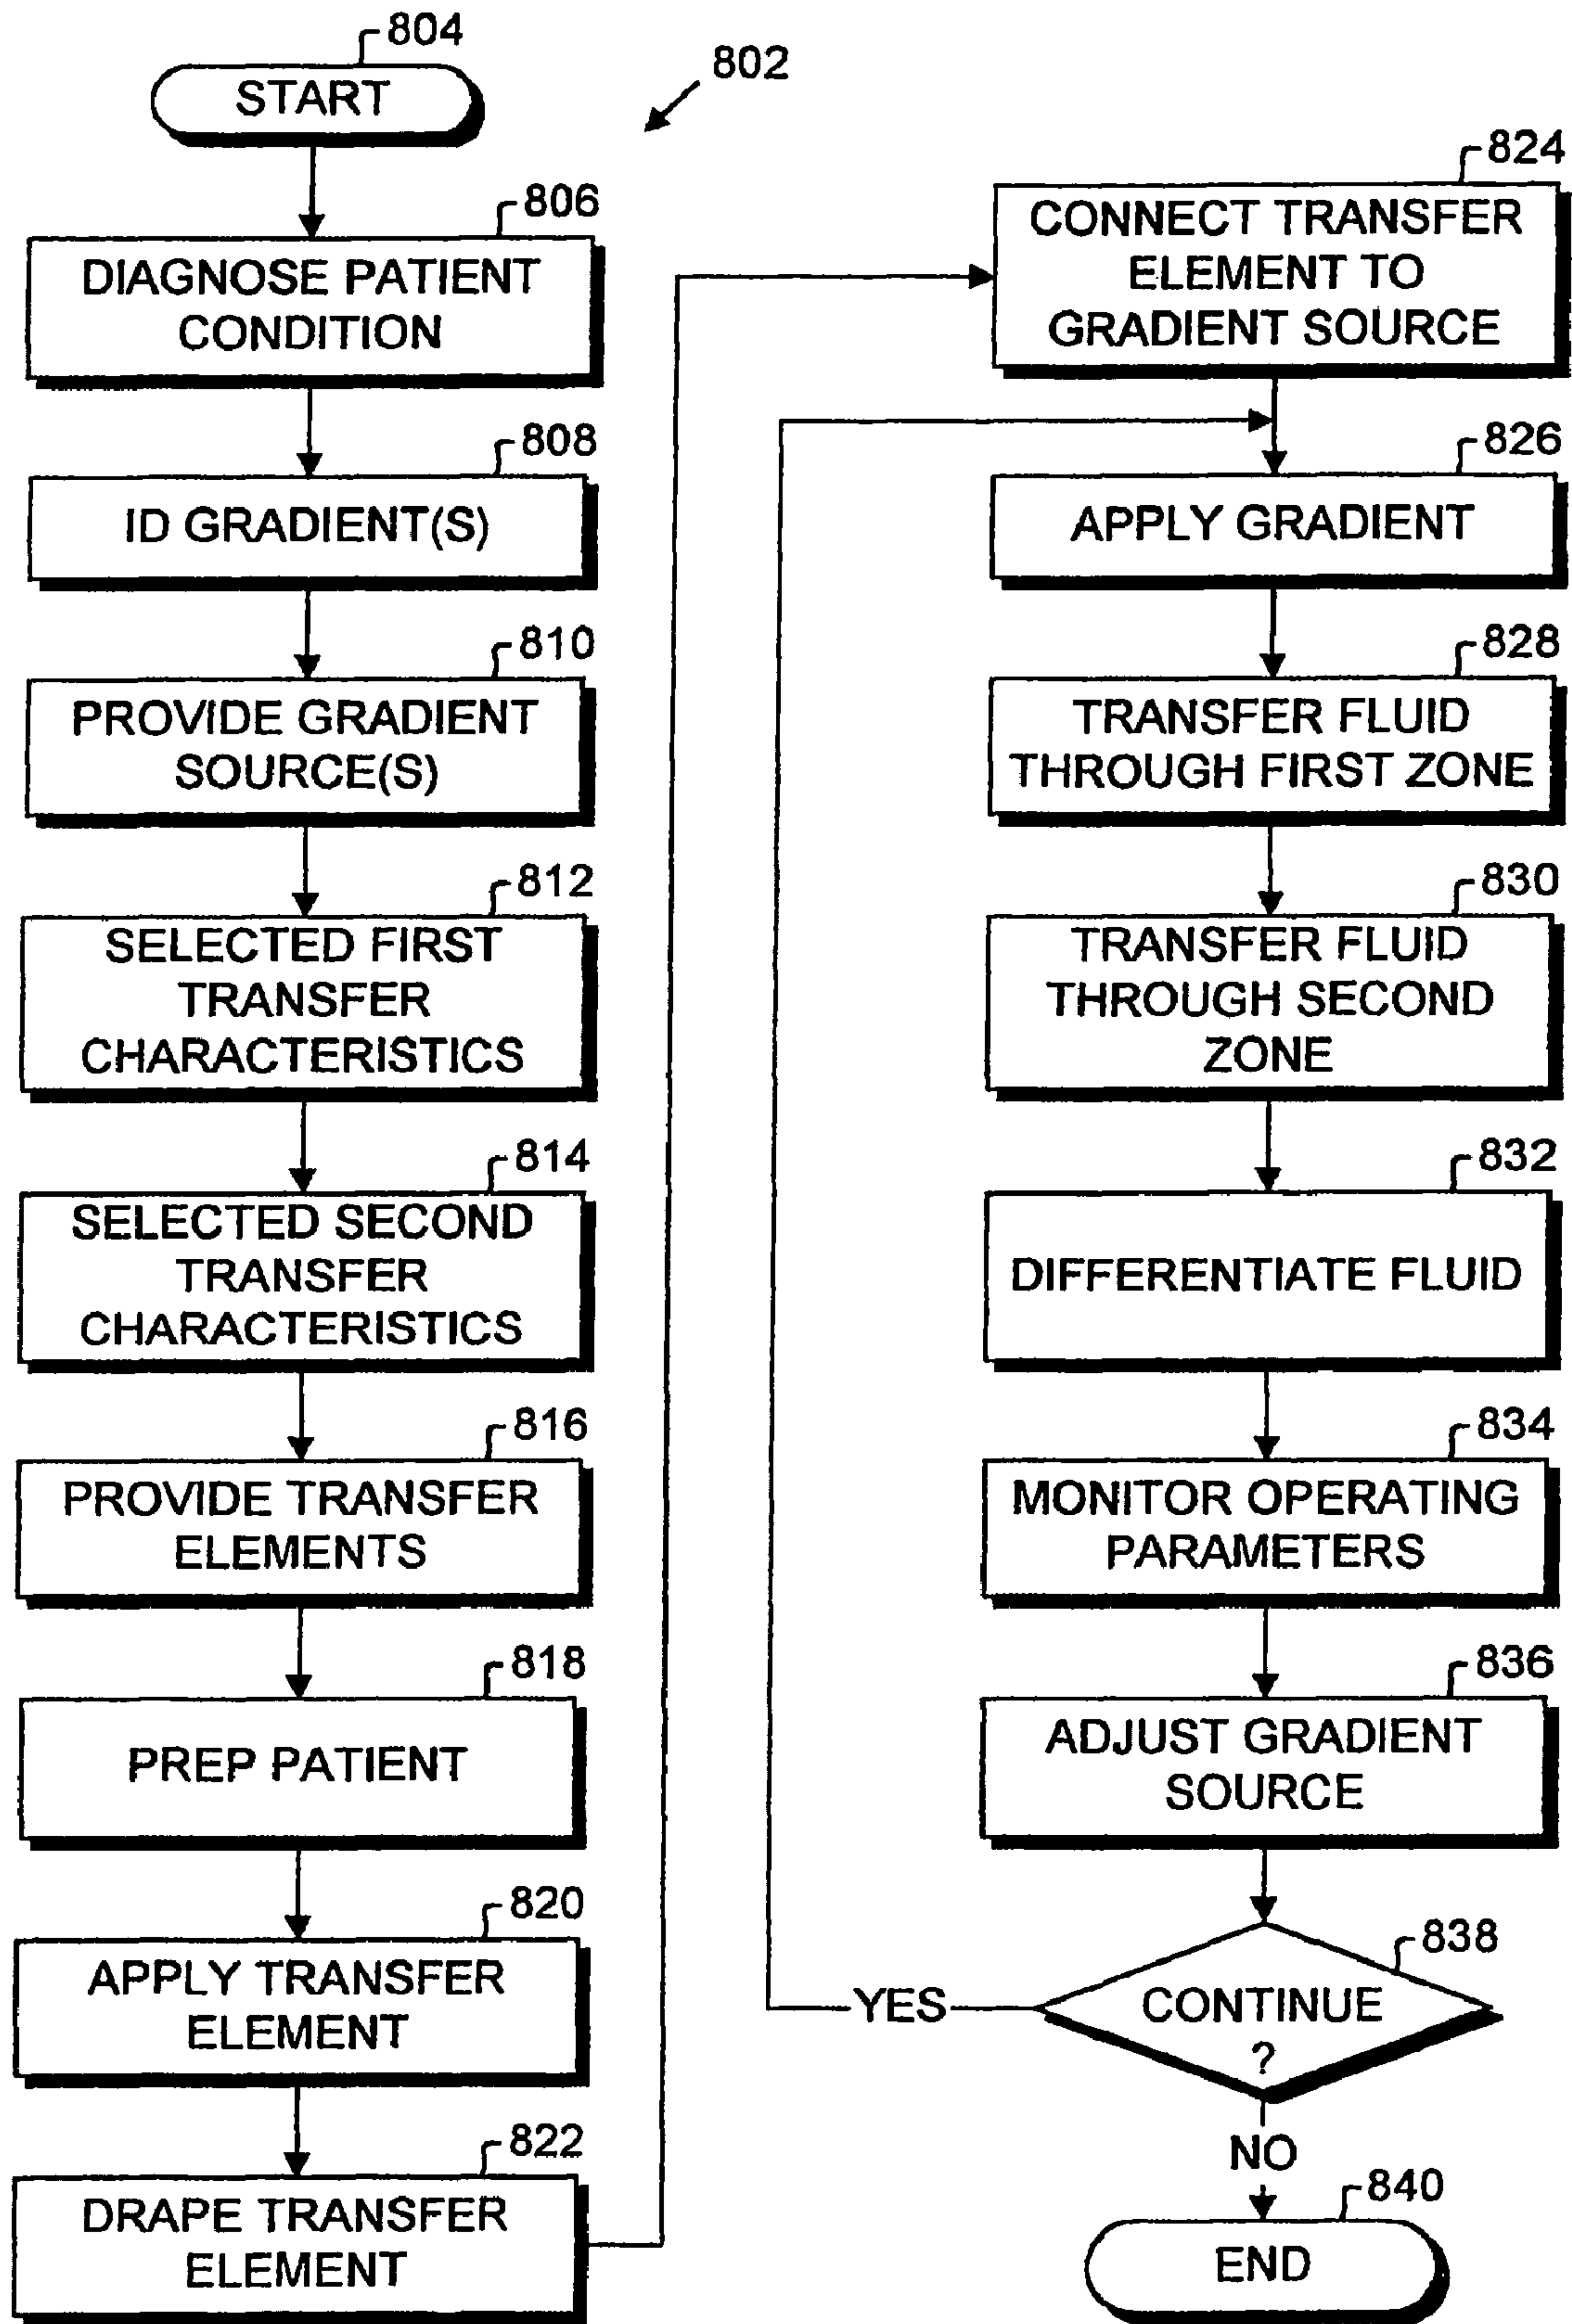 804
START
802
806
DIAGNOSE PATIENT
CONDITION
808
ID GRADIENT(S)
810
PROVIDE GRADIENT
SOURCE(S)
812
SELECTED FIRST
TRANSFER
CHARACTERISTICS
814
SELECTED SECOND
TRANSFER
CHARACTERISTICS
816
PROVIDE TRANSFER
ELEMENTS
818
PREP PATIENT
820
APPLY TRANSFER
ELEMENT
822
DRAPE TRANSFER
ELEMENT
824
CONNECT TRANSFER
ELEMENT TO
GRADIENT SOURCE
826
APPLY GRADIENT
828
TRANSFER FLUID
THROUGH FIRST ZONE
830
TRANSFER FLUID
THROUGH SECOND
ZONE
832
DIFFERENTIATE FLUID
834
MONITOR OPERATING
PARAMETERS
836
ADJUST GRADIENT
SOURCE
838
CONTINUE
?
YES
NO
840
END